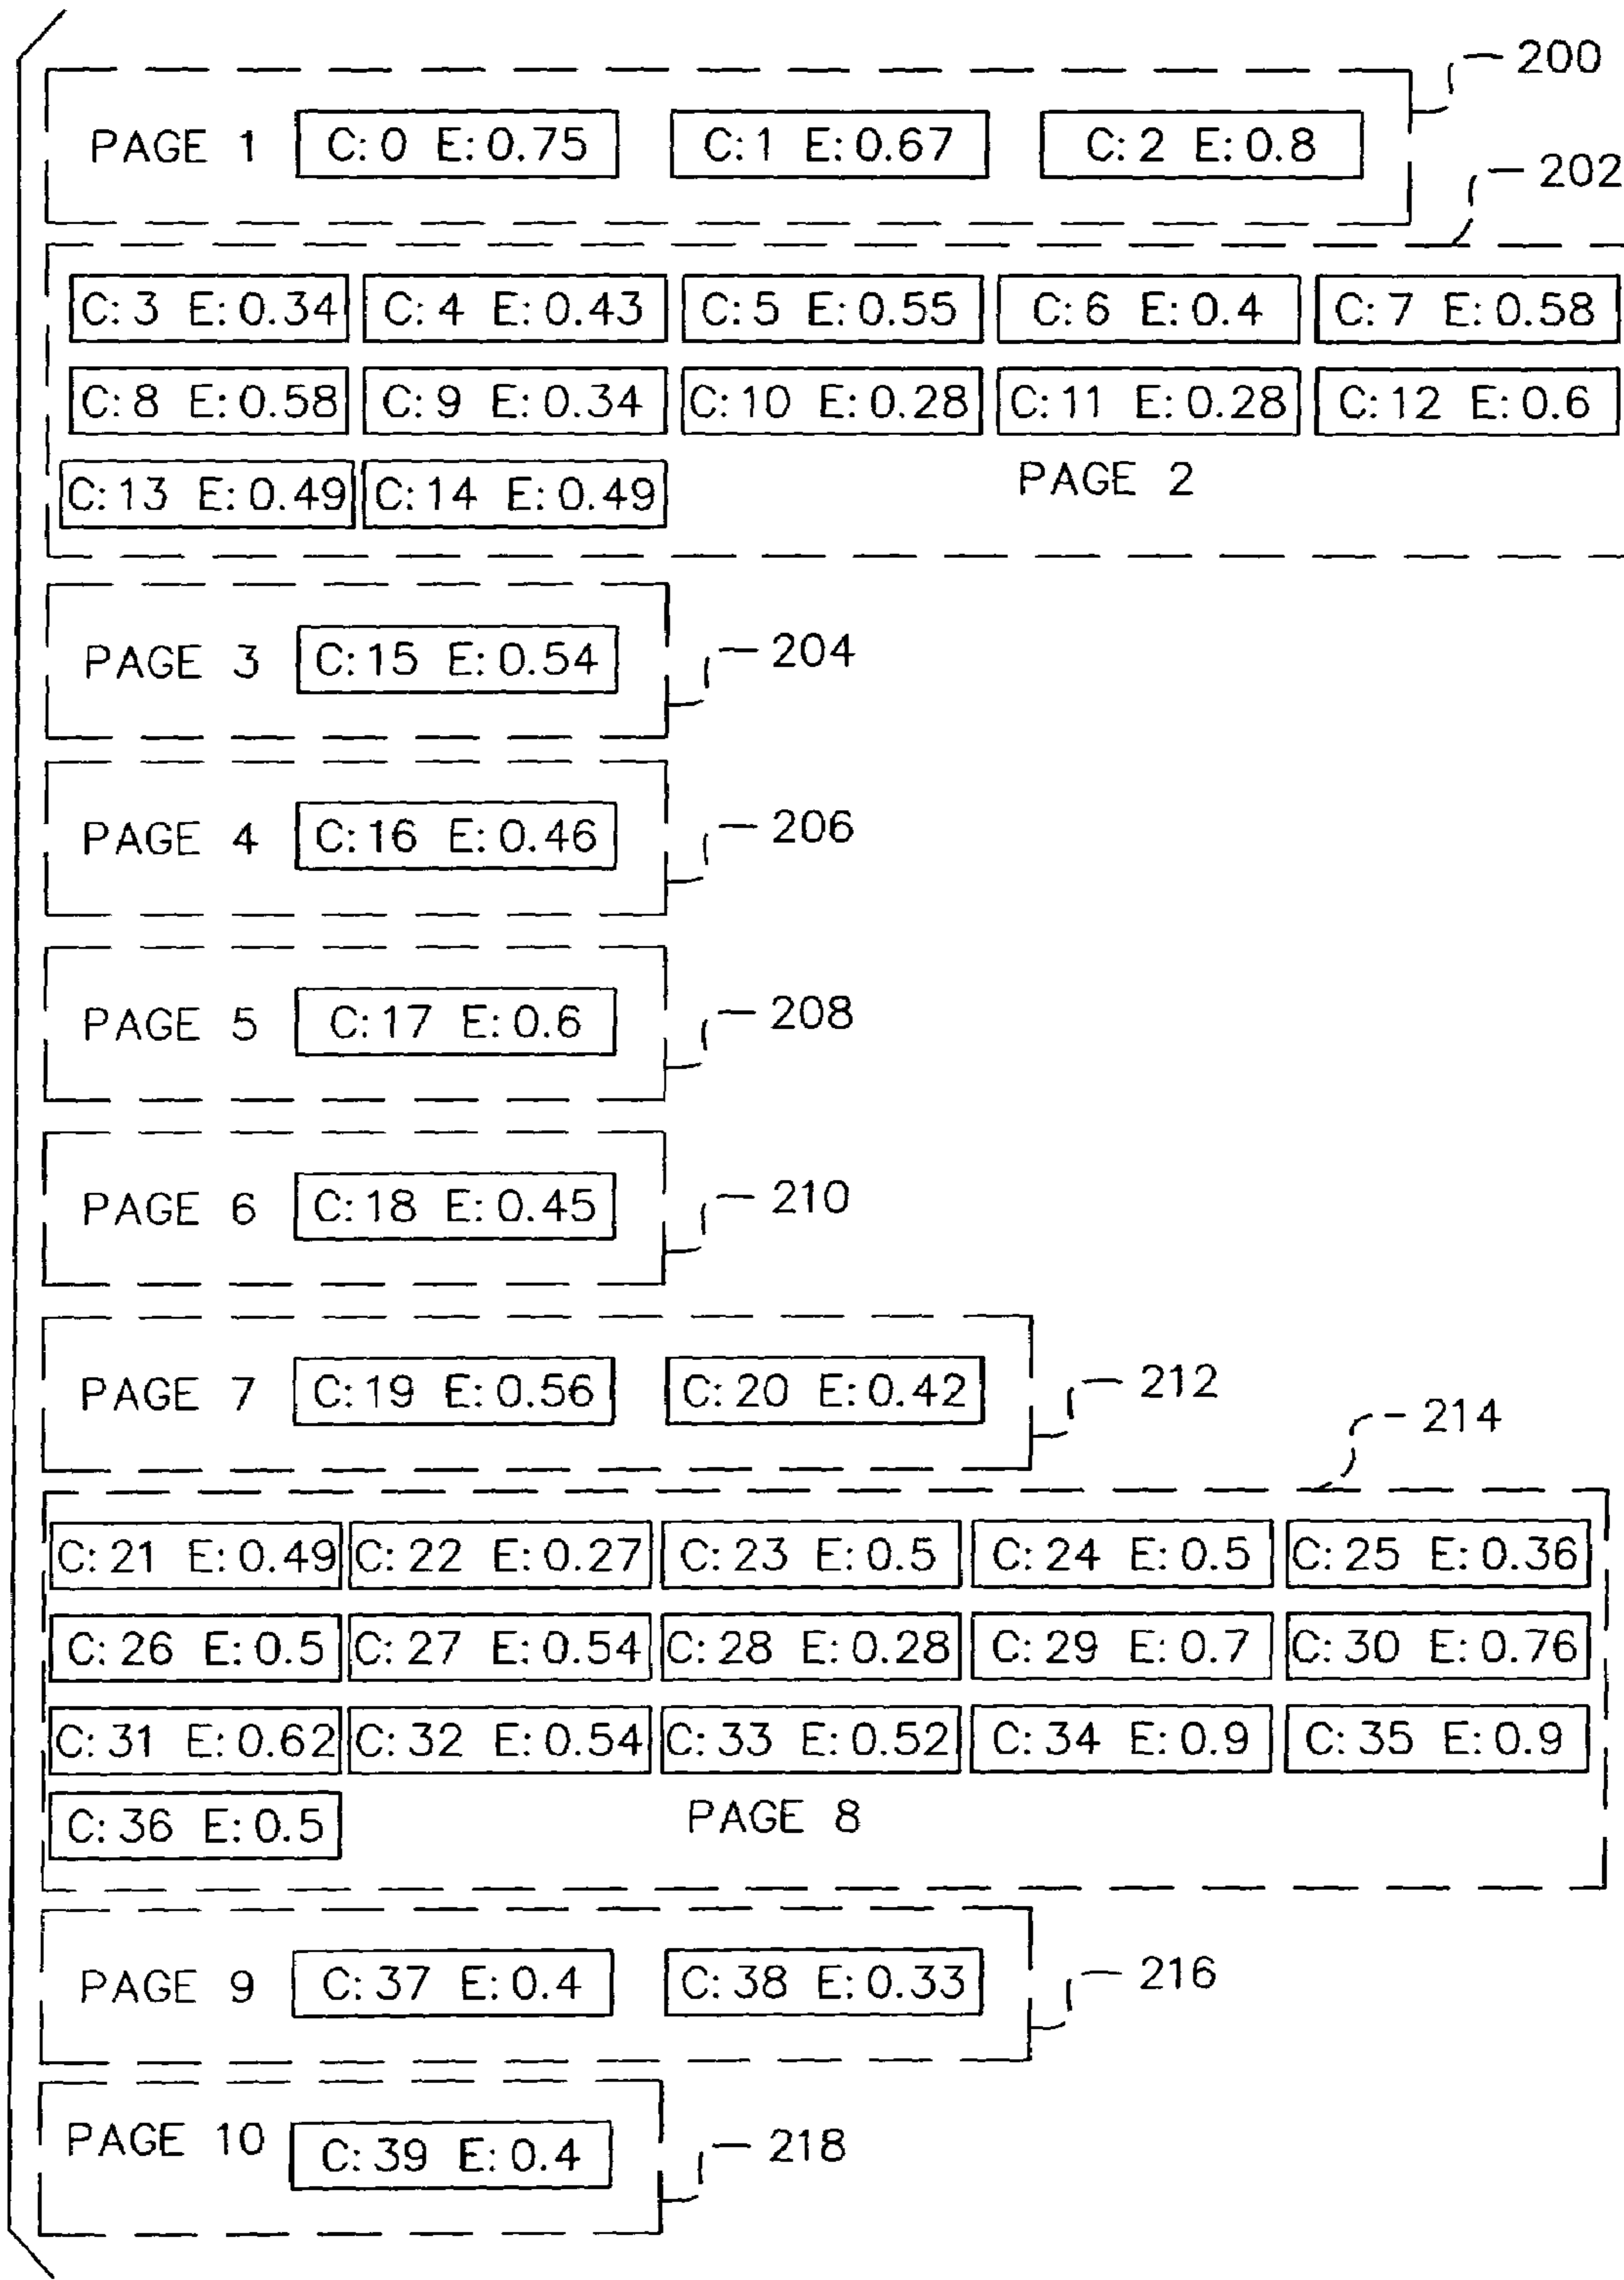 200
PAGE 1 C: 0 E: 0.75 C: 1 E: 0.67 C: 2 E: 0.8
202
C: 3 E: 0.34 C: 4 E: 0.43 C: 5 E: 0.55 C: 6 E: 0.4 C: 7 E: 0.58
C: 8 E: 0.58 C: 9 E: 0.34 C: 10 E: 0.28 C: 11 E: 0.28 C: 12 E: 0.6
C: 13 E: 0.49 C: 14 E: 0.49 PAGE 2
PAGE 3 C: 15 E: 0.54 204
PAGE 4 C: 16 E: 0.46 206
PAGE 5 C: 17 E: 0.6 208
PAGE 6 C: 18 E: 0.45 210
PAGE 7 C: 19 E: 0.56 C: 20 E: 0.42 212
214
C: 21 E: 0.49 C: 22 E: 0.27 C: 23 E: 0.5 C: 24 E: 0.5 C: 25 E: 0.36
C: 26 E: 0.5 C: 27 E: 0.54 C: 28 E: 0.28 C: 29 E: 0.7 C: 30 E: 0.76
C: 31 E: 0.62 C: 32 E: 0.54 C: 33 E: 0.52 C: 34 E: 0.9 C: 35 E: 0.9
C: 36 E: 0.5 PAGE 8
PAGE 9 C: 37 E: 0.4 C: 38 E: 0.33 216
PAGE 10 C: 39 E: 0.4 218